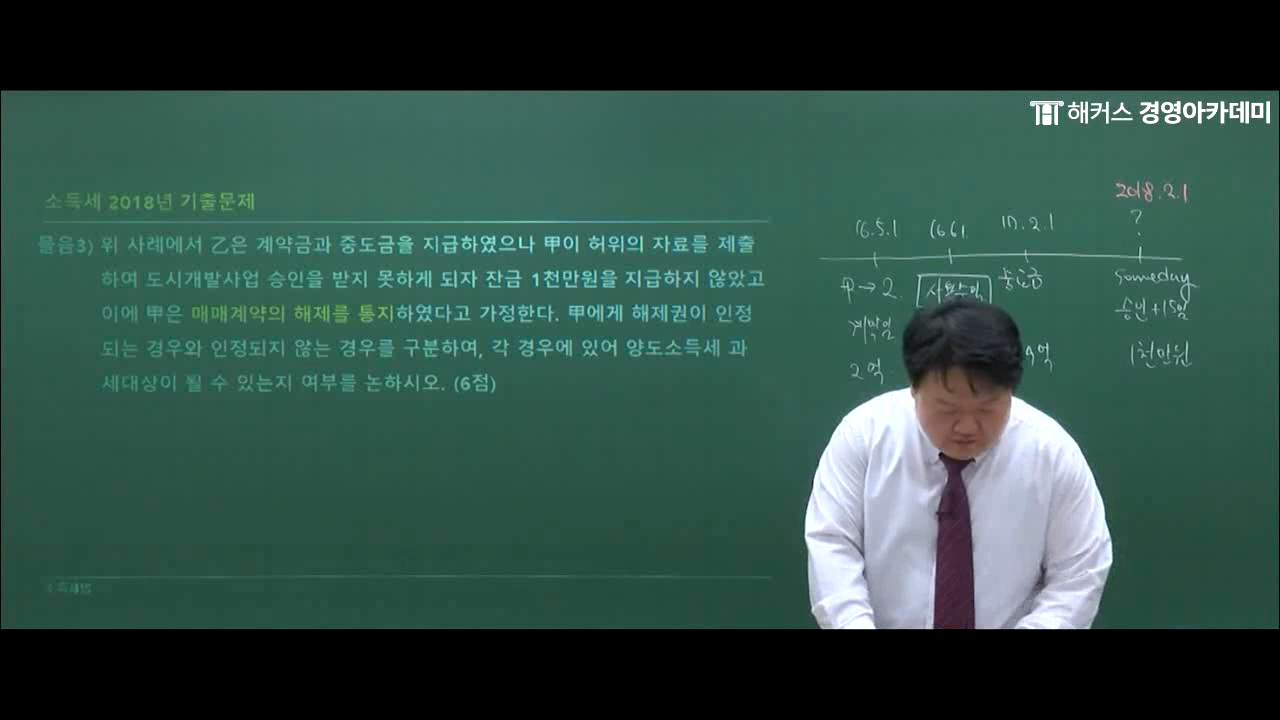 해커스 경영아카데미
소득세 2018년 기출문제
물음3) 위 사례에서 乙은 계약금과 중도금을 지급하였으나 甲이 허위의 자료를 제출
하여 도시개발사업 승인을 받지 못하게 되자 잔금 1천만원을 지급하지 않았고
이에 甲은 매매계약의 해제를 통지하였다고 가정한다. 甲에게 해제권이 인정
되는 경우와 인정되지 않는 경우를 구분하여, 각 경우에 있어 양도소득세 과
세대상이 될 수 있는지 여부를 논하시오. (6점)
소득세법
2018.2.1
?
16.5.1
17.2.1
someday
승인+15일
계약일
2억
9억
1천만원